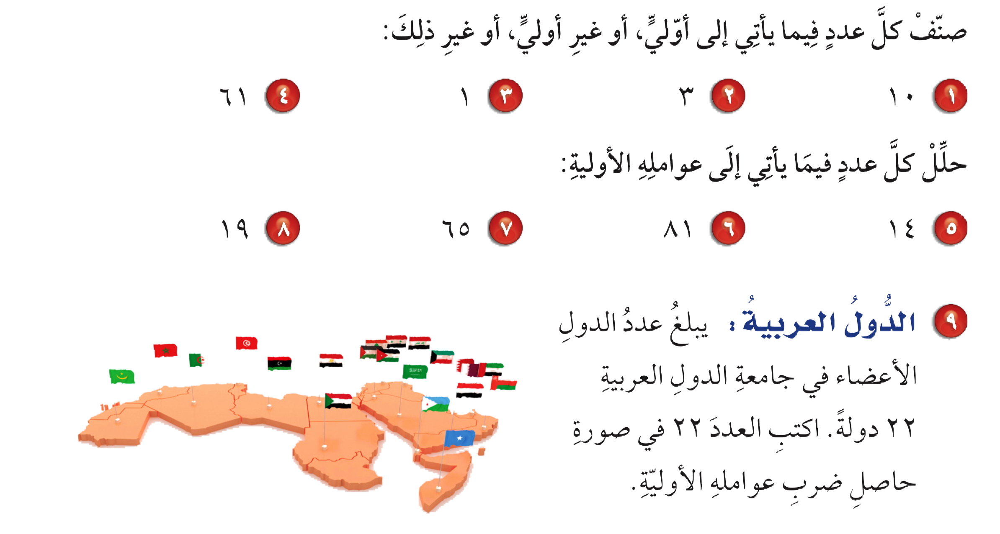 صنّفْ كلَّ عددٍ فِيما يأتِي إلى أوّليٍّ، أو غيرِ أوليٍّ، أو غيرِ ذلِكَ:
١ ١٠ ٢ ٣ ٣ ١ ٤ ٦١
حلِّلْ كلَّ عددٍ فيمَا يأتِي إلَى عواملِهِ الأوليةِ:
٥ ١٤ ٦ ٨١ ٧ ٦٥ ٨ ١٩
٩ الدُّولُ العربيةُ: يبلغُ عددُ الدولِ
الأعضاء في جامعةِ الدولِ العربيةِ
٢٢ دولةً. اكتبِ العددَ ٢٢ في صورةِ
حاصلِ ضربِ عواملهِ الأوليّةِ.